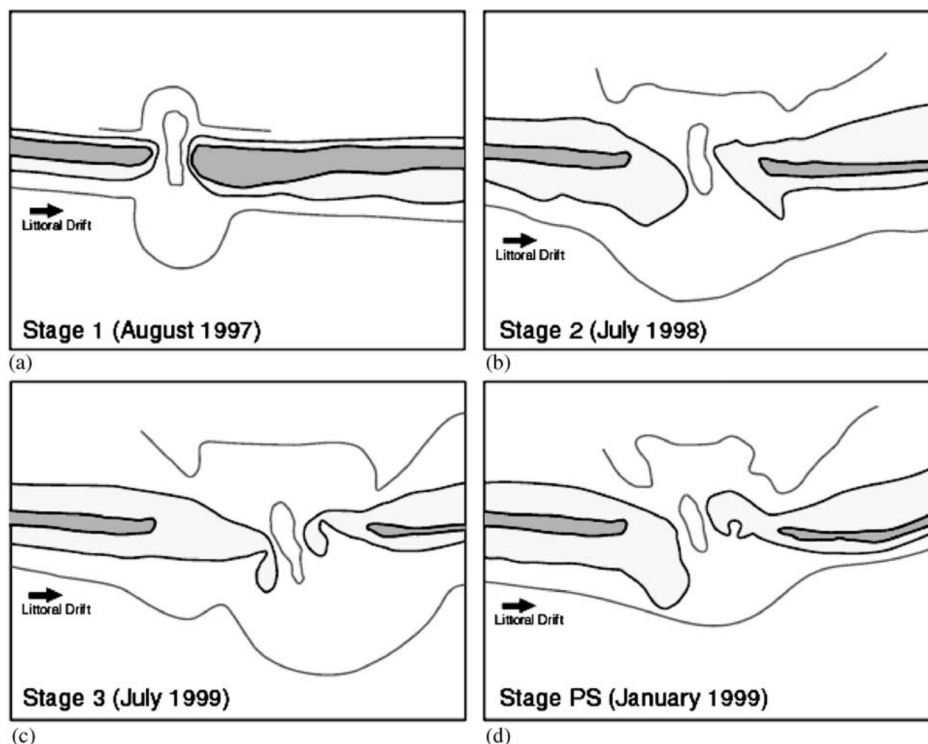 Littoral Drift
Stage 1 (August 1997)
(a)
Littoral Drift
Stage 2 (July 1998)
(b)
Littoral Drift
Stage 3 (July 1999)
(c)
Littoral Drift
Stage PS (January 1999)
(d)